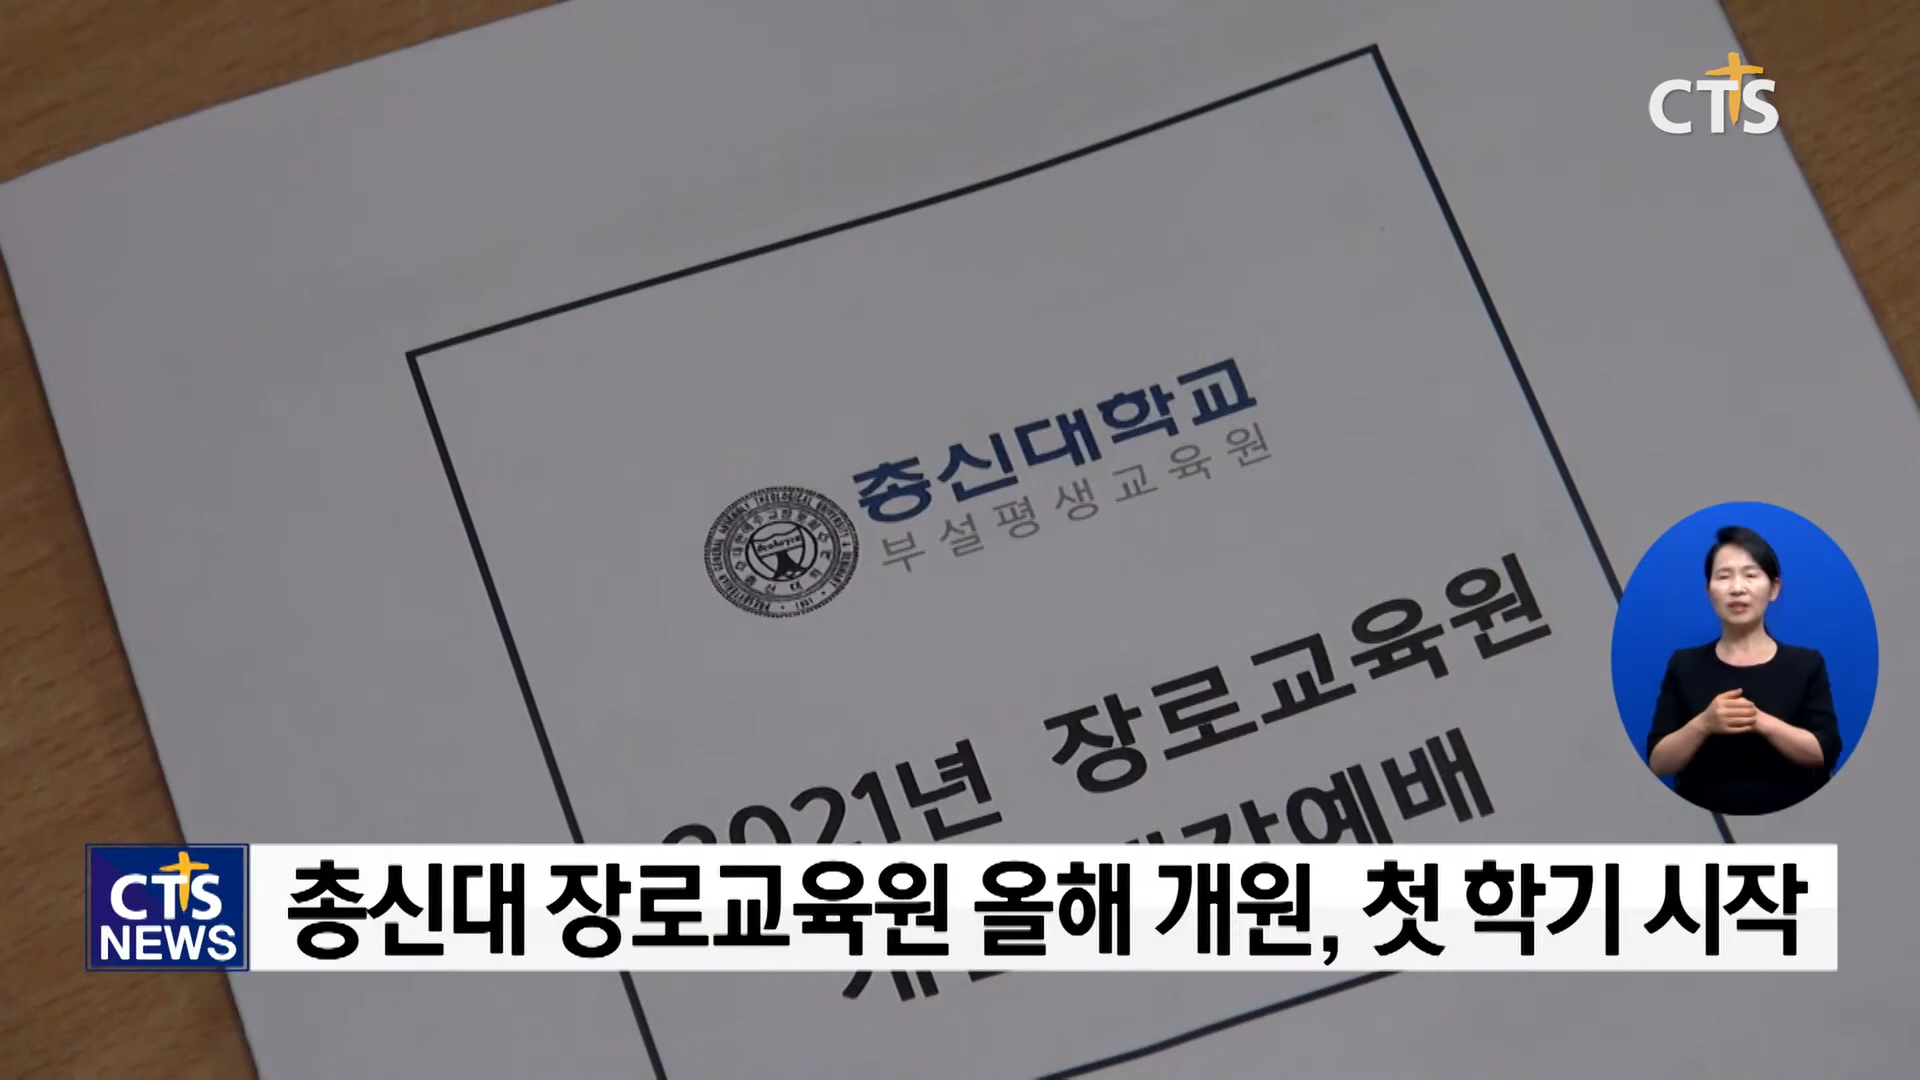 CTS
총신대학교
부설평생교육원
2021년 장로교육원
CTS
NEWS
총신대 장로교육원 올해 개원, 첫 학기 시작